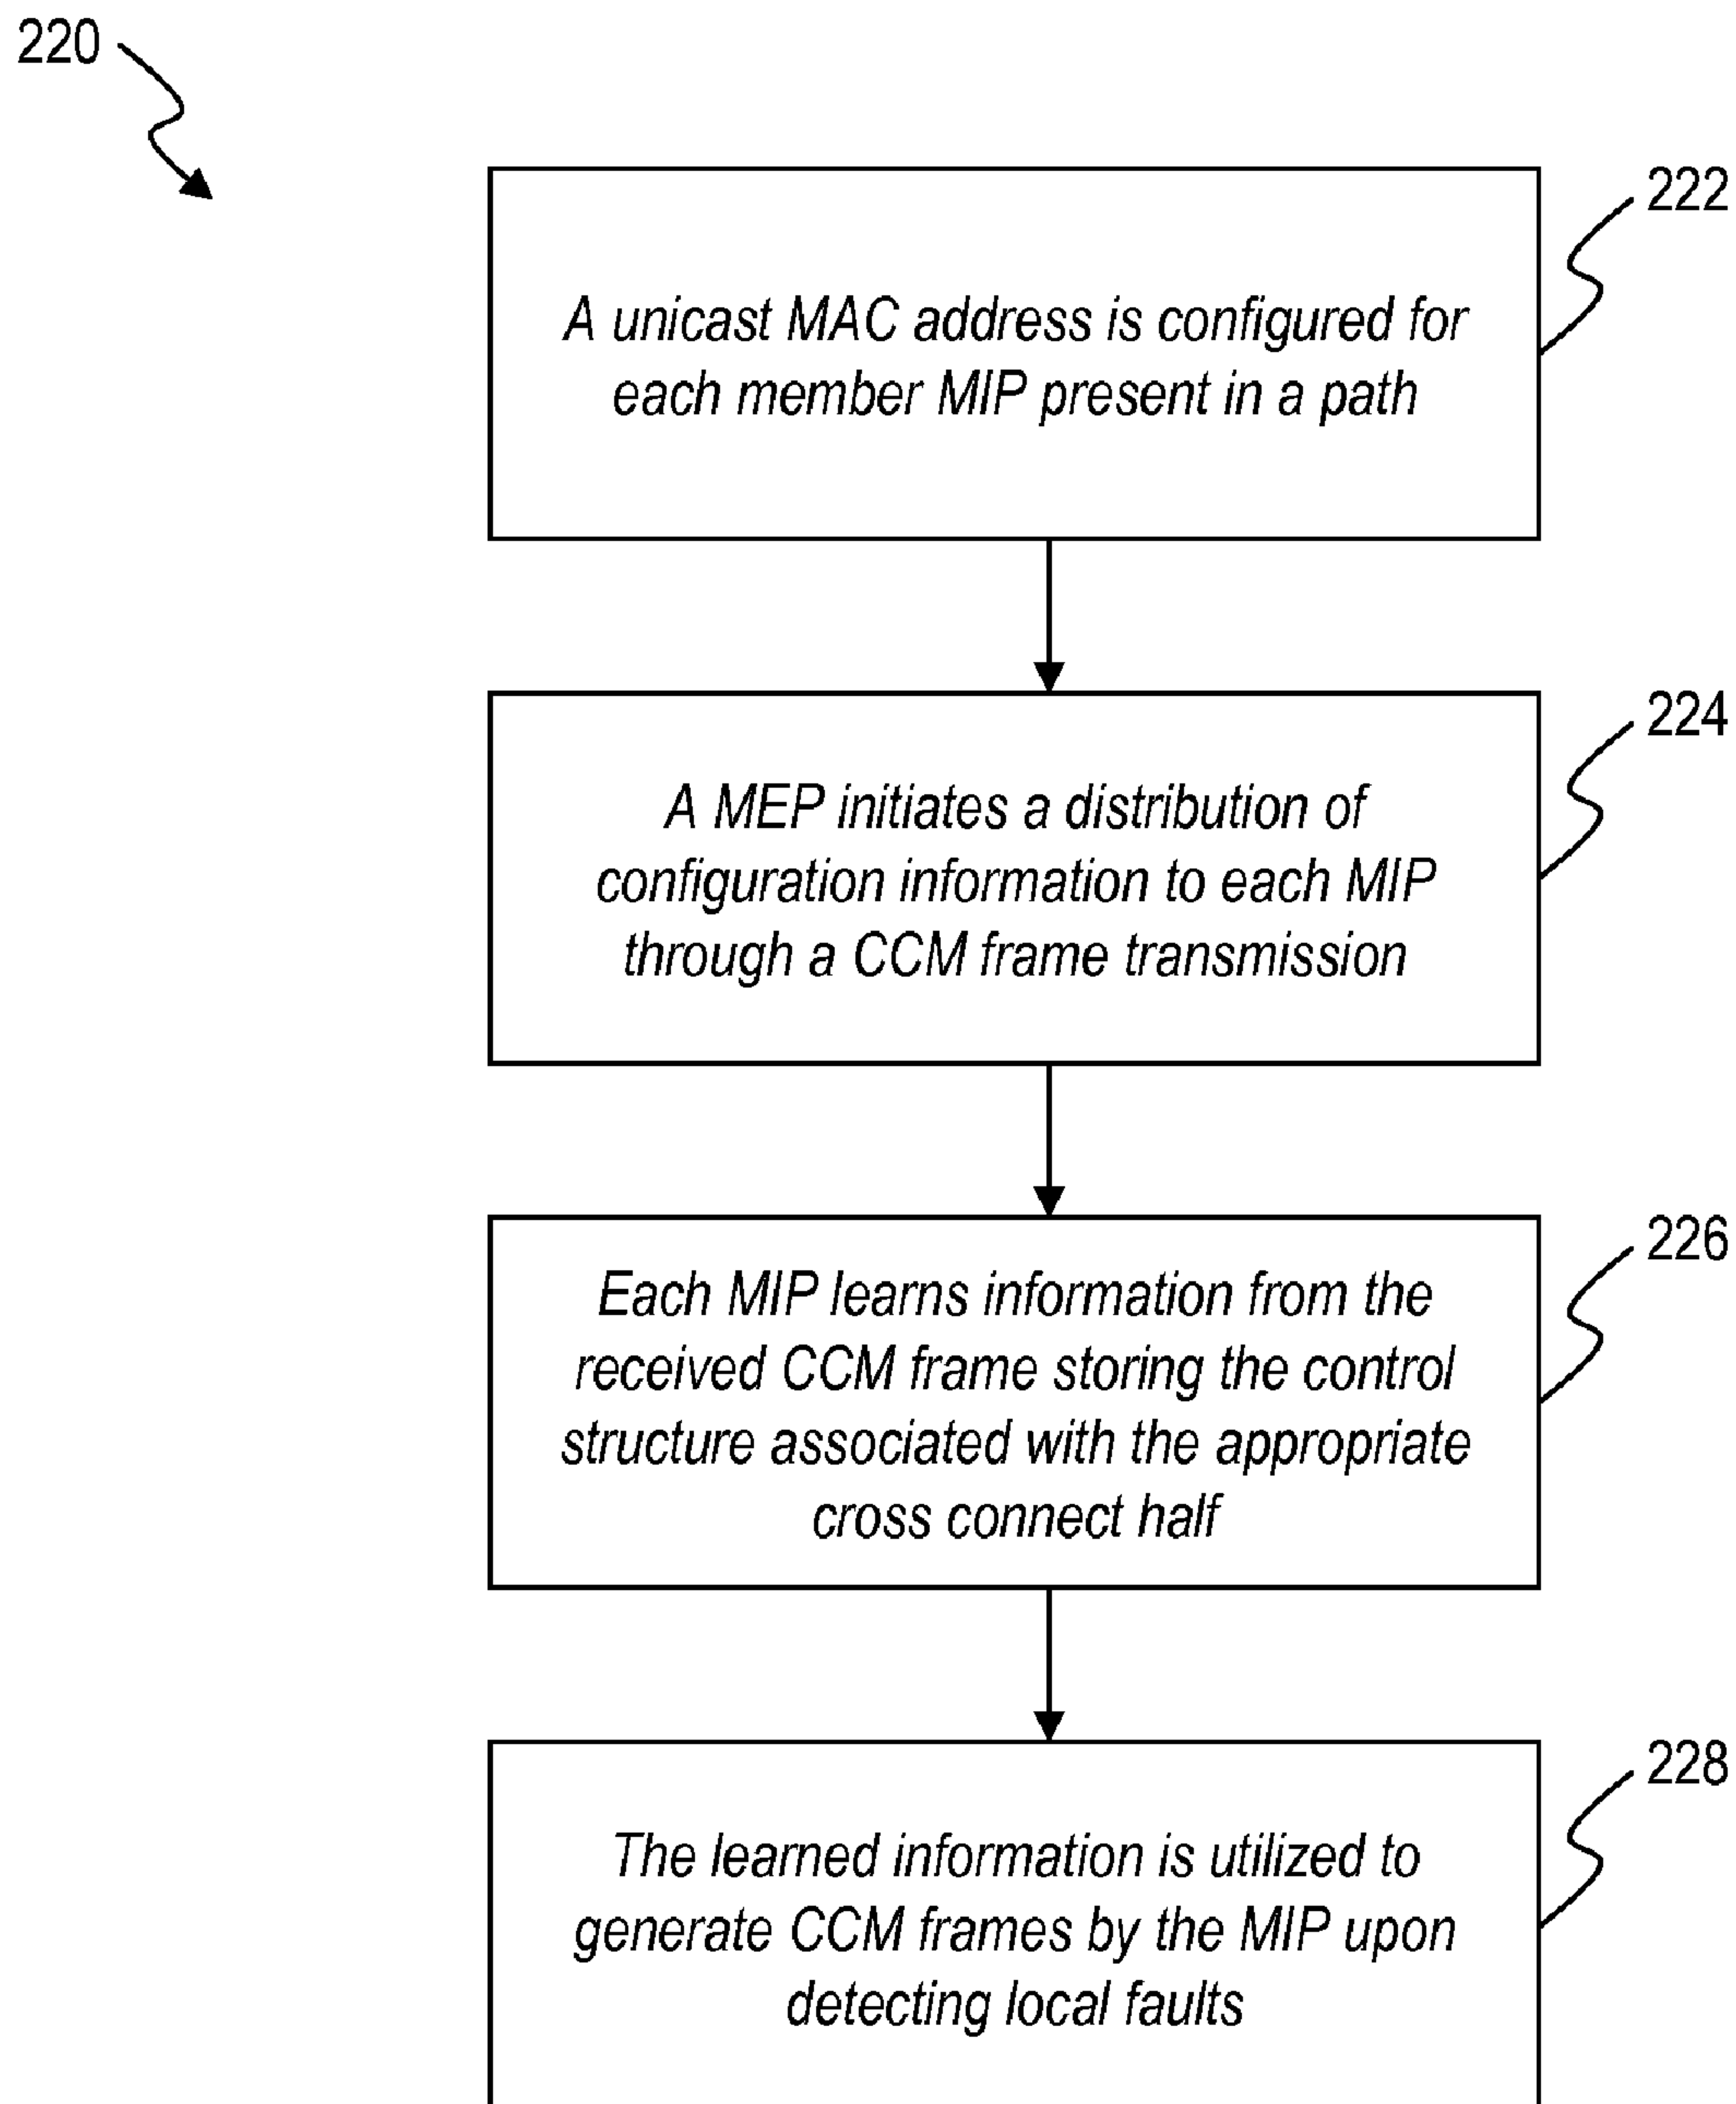 220
222
A unicast MAC address is configured for
each member MIP present in a path
224
A MEP initiates a distribution of
configuration information to each MIP
through a CCM frame transmission
226
Each MIP learns information from the
received CCM frame storing the control
structure associated with the appropriate
cross connect half
228
The learned information is utilized to
generate CCM frames by the MIP upon
detecting local faults